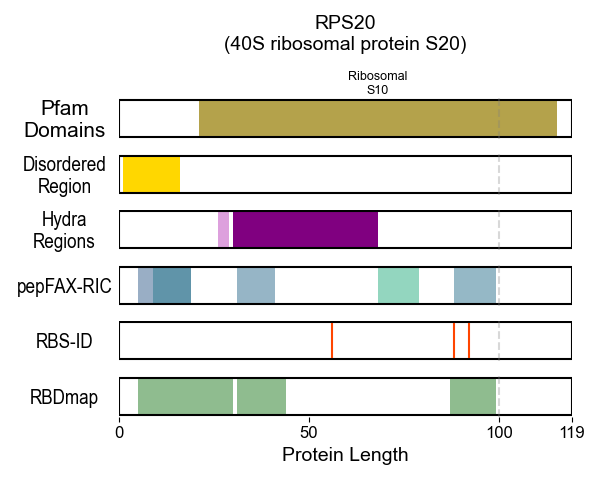 RPS20
(40S ribosomal protein S20)
Ribosomal
S10
Pfam
Domains
Disordered
Region
Hydra
Regions
pepFAX-RIC
RBS-ID
RBDmap
0 50 100 119
Protein Length